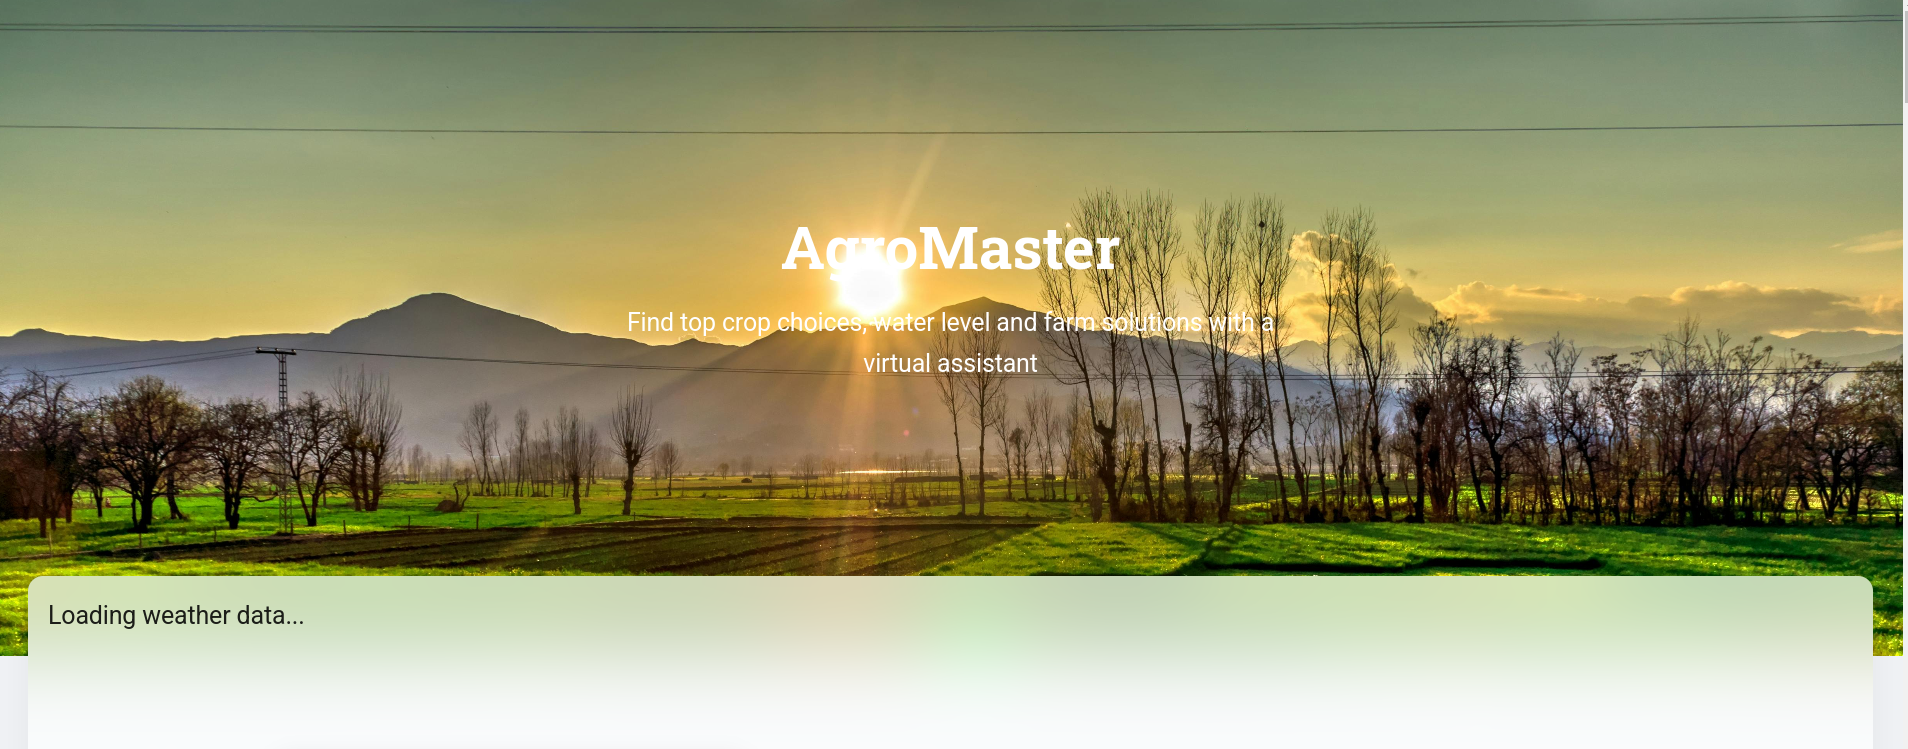 AgroMaster
Find top crop choices, water level and farm solutions with a
virtual assistant
Loading weather data...